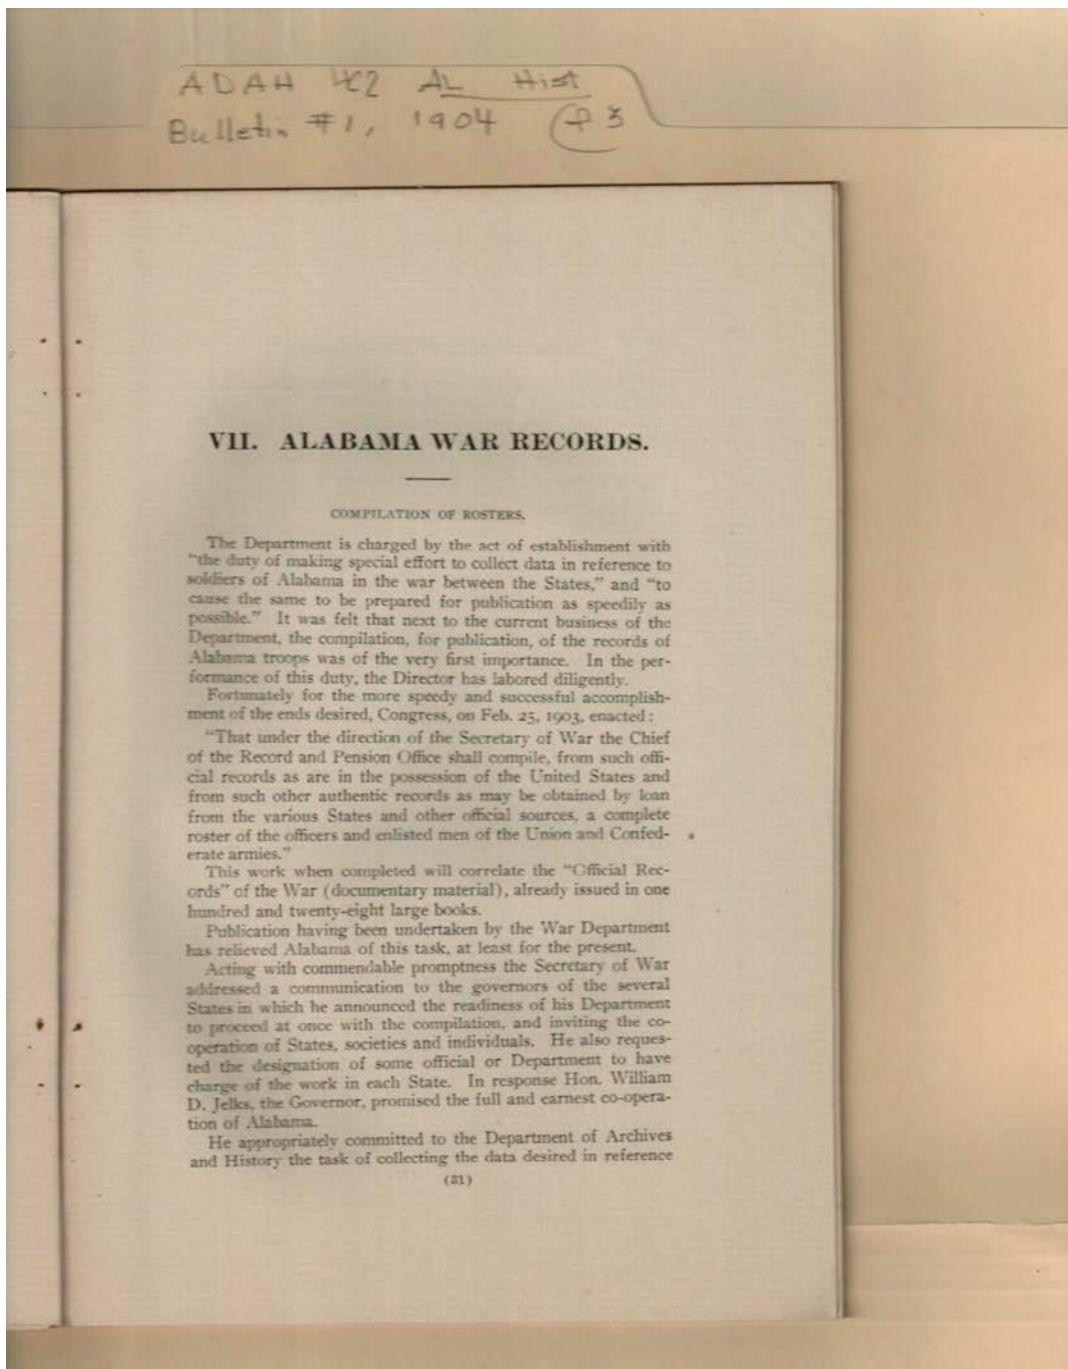 ADAH AL Hist
Bulletin #1, 1904
VII. ALABAMA WAR RECORDS.
COMPILATION OF ROSTERS.
The Department is charged by the act of establishment with
"the duty of making special effort to collect data in reference to
soldiers of Alabama in the war between the States," and "to
cause the same to be prepared for publication as speedily as
possible." It was felt that next to the current business of the
Department, the compilation, for publication, of the records of
Alabama troops was of the very first importance. In the per-
formance of this duty, the Director has labored diligently.
Fortunately for the more speedy and successful accomplish-
ment of the ends desired, Congress, on Feb. 25, 1903, enacted:
"That under the direction of the Secretary of War the Chief
of the Record and Pension Office shall compile, from such offi-
cial records as are in the possession of the United States and
from such other authentic records as may be obtained by loan
from the various States and other official sources, a complete
roster of the officers and enlisted men of the Union and Confed-
erate armies."
This work when completed will correlate the "Official Rec-
ords" of the War (documentary material), already issued in one
hundred and twenty-eight large books.
Publication having been undertaken by the War Department
has relieved Alabama of this task, at least for the present.
Acting with commendable promptness the Secretary of War
addressed a communication to the governors of the several
States in which he announced the readiness of his Department
to proceed at once with the compilation, and inviting the co-
operation of States, societies and individuals. He also reques-
ted the designation of some official or Department to have
charge of the work in each State. In response Hon. William
D. Jelks, the Governor, promised the full and earnest co-opera-
tion of Alabama.
He appropriately committed to the Department of Archives
and History the task of collecting the data desired in reference
(31)